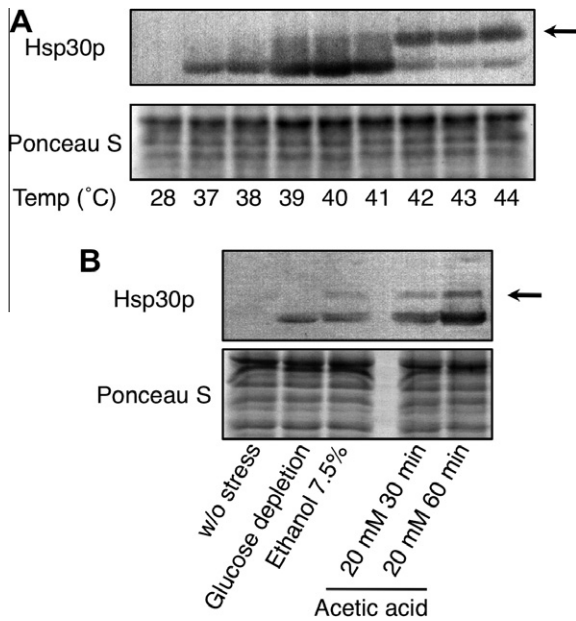 A
Hsp30p
Ponceau S
Temp (˚C) 28 37 38 39 40 41 42 43 44
B
Hsp30p
Ponceau S
w/o stress
Glucose depletion
Ethanol 7.5%
20 mM 30 min
20 mM 60 min
Acetic acid